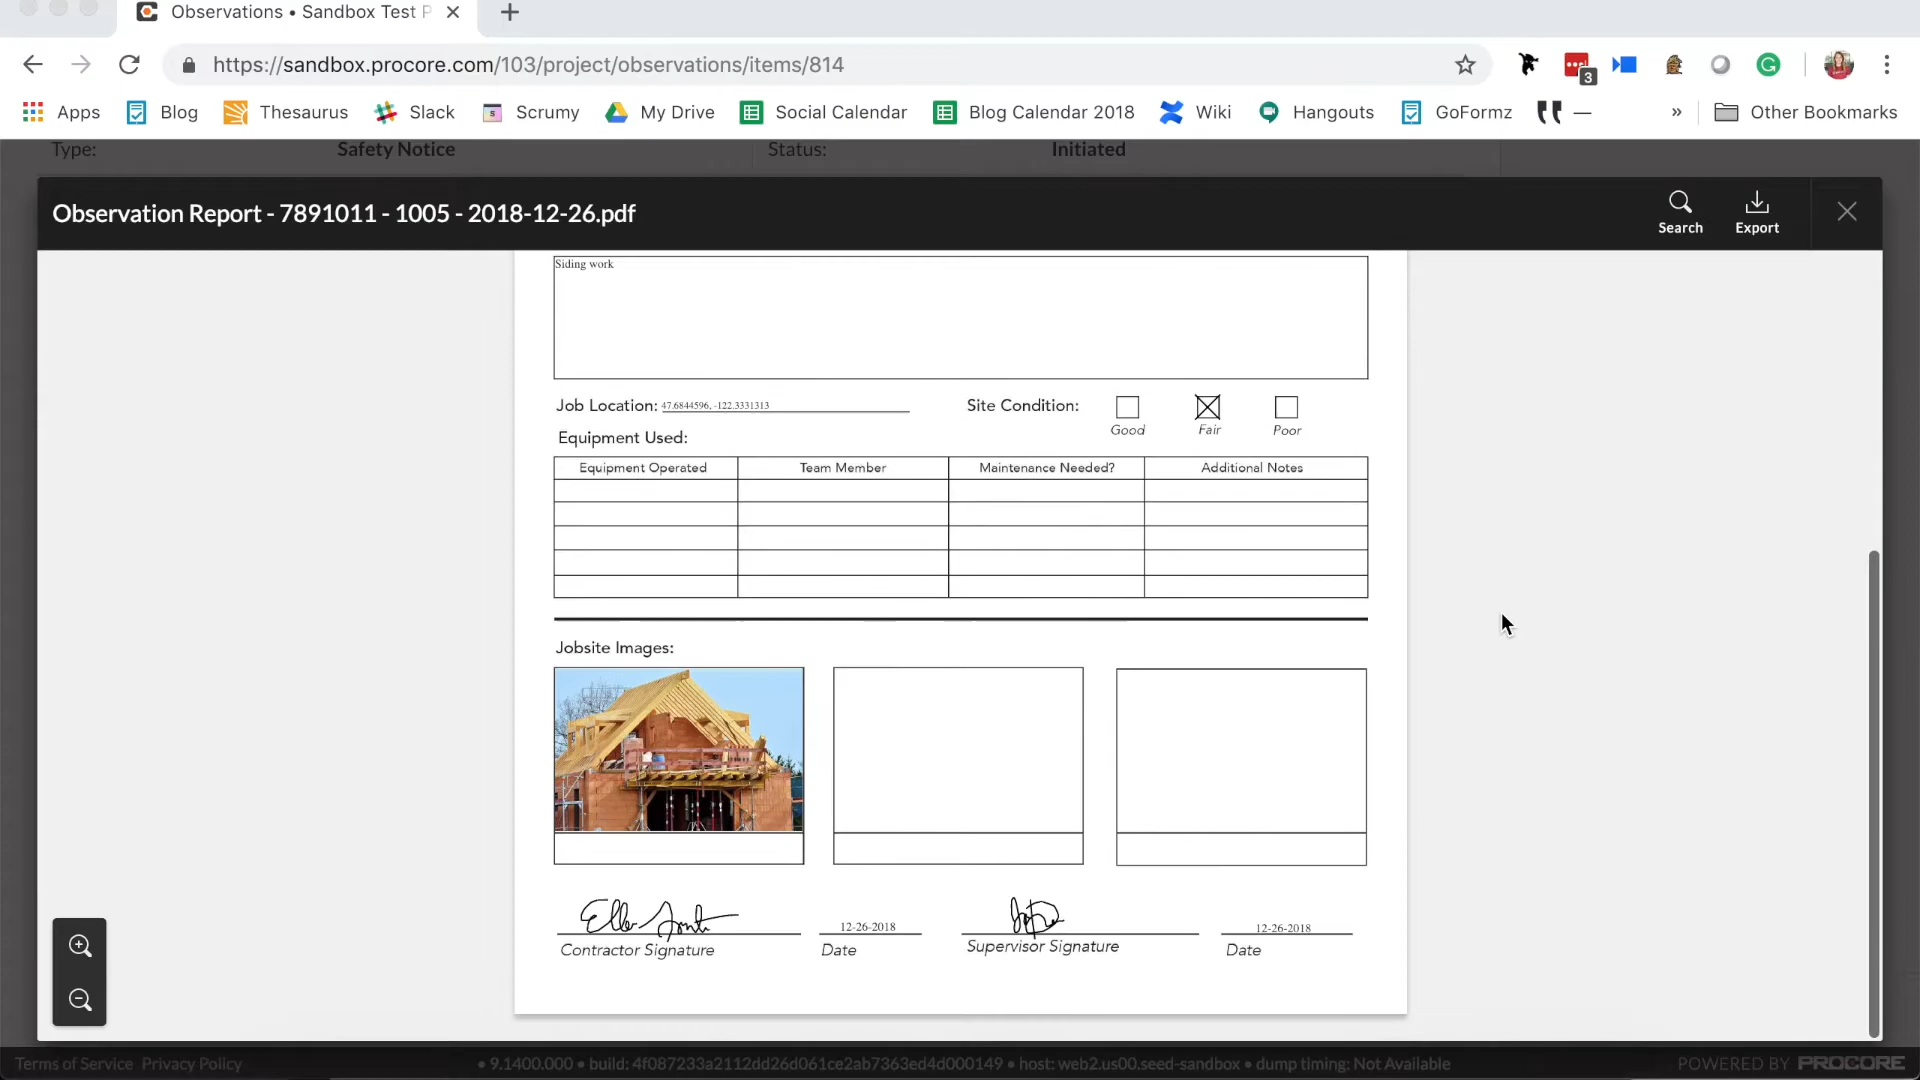 Observations • Sandbox Test P
https://sandbox.procore.com/103/project/observations/items/814
3
Apps Blog Thesaurus Slack Scrumy My Drive Social Calendar Blog Calendar 2018 Wiki Hangouts GoFormz — » Other Bookmarks
Type: Safety Notice Status: Initiated
Observation Report - 7891011 - 1005 - 2018-12-26.pdf
Search Export
Siding work
Job Location: 47.6844596, -122.3331313 Site Condition:
Good Fair Poor
Equipment Used:
Equipment Operated Team Member Maintenance Needed? Additional Notes
Jobsite Images:
12-26-2018 12-26-2018
Contractor Signature Date Supervisor Signature Date
Terms of Service Privacy Policy • 9.1400.000 • build: 4f087233a2112dd26d061ce2ab7363ed4d000149 • host: web2.us00.seed-sandbox • dump timing: Not Available POWERED BY PROCORE